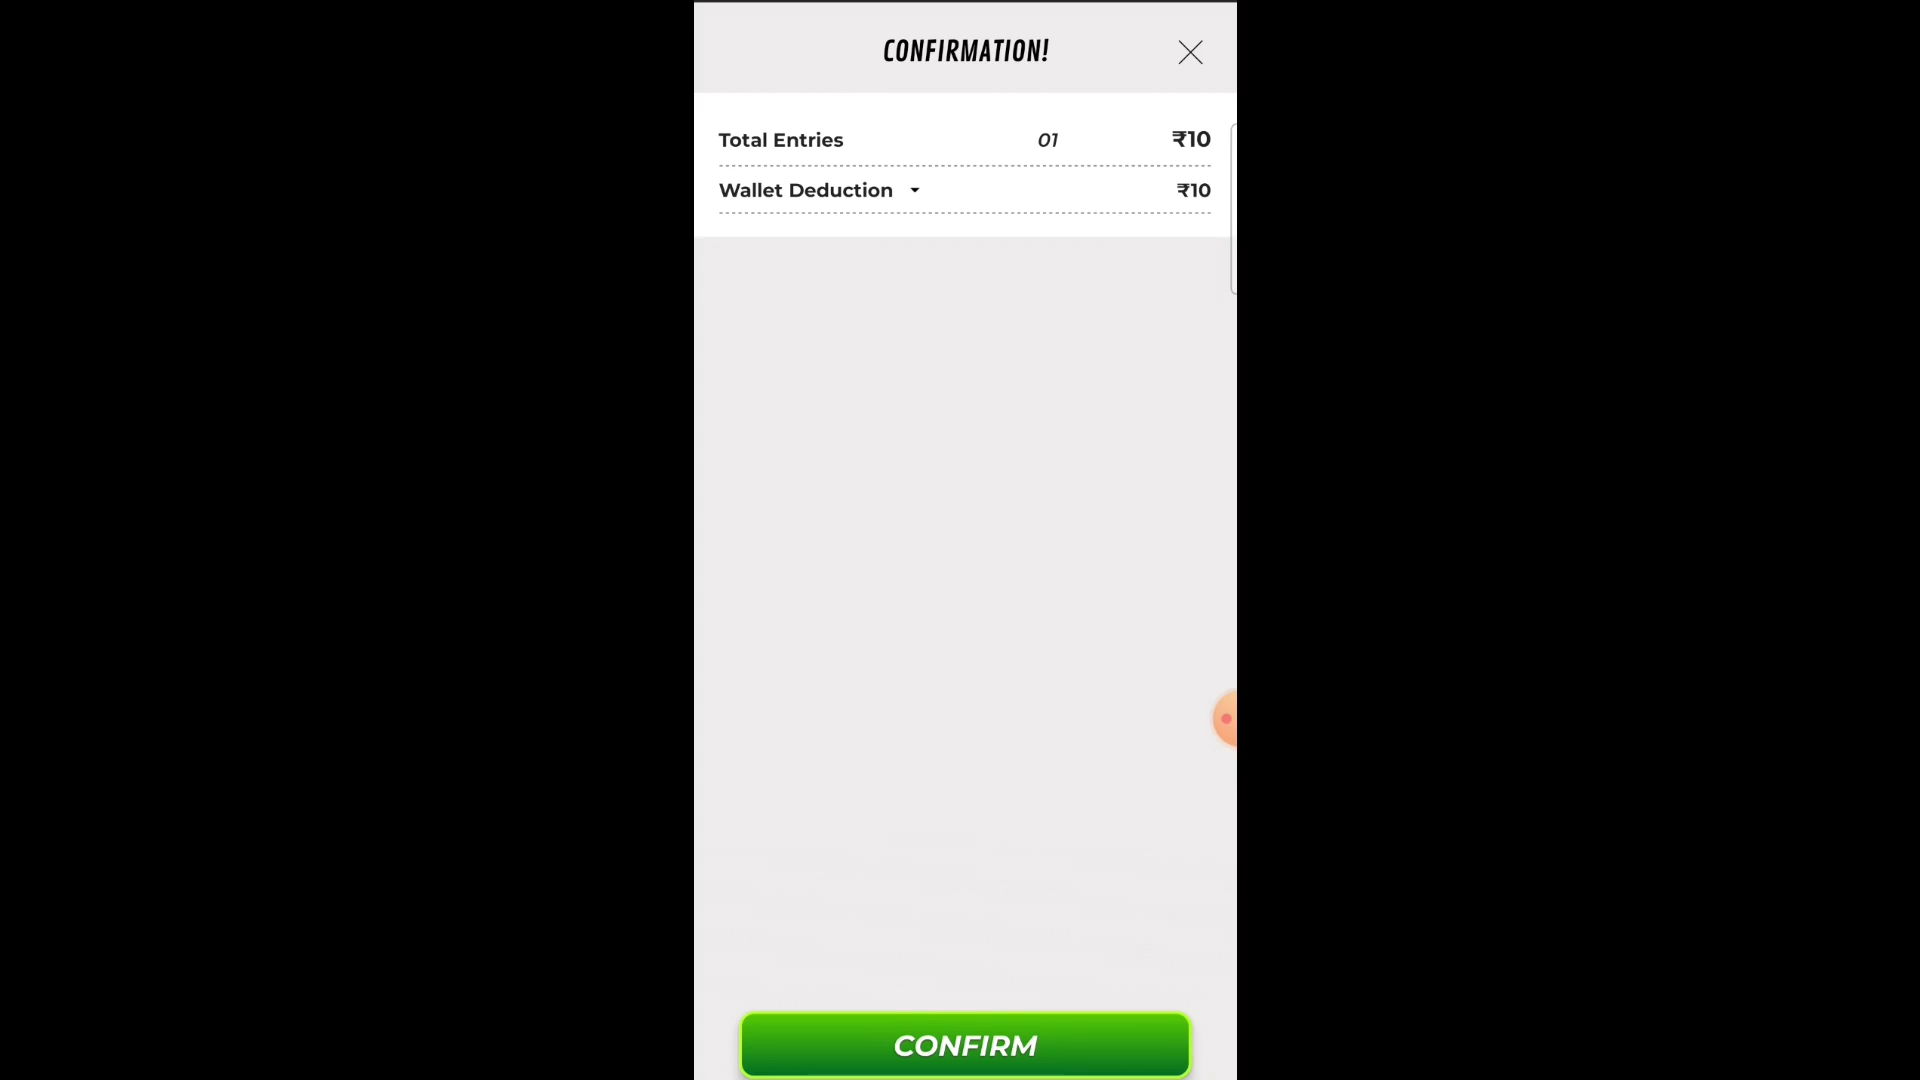 CONFIRMATION!
Total Entries 01 ₹10
Wallet Deduction ₹10
CONFIRM